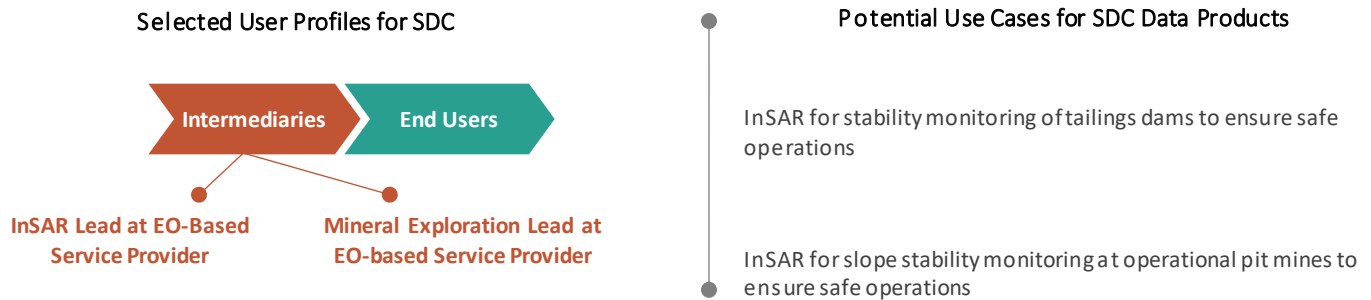 Selected User Profiles for SDC
Intermediaries
End Users
InSAR Lead at EO-Based
Service Provider
Mineral Exploration Lead at
EO-based Service Provider
Potential Use Cases for SDC Data Products
InSAR for stability monitoring of tailings dams to ensure safe
operations
InSAR for slope stability monitoring at operational pit mines to
ensure safe operations